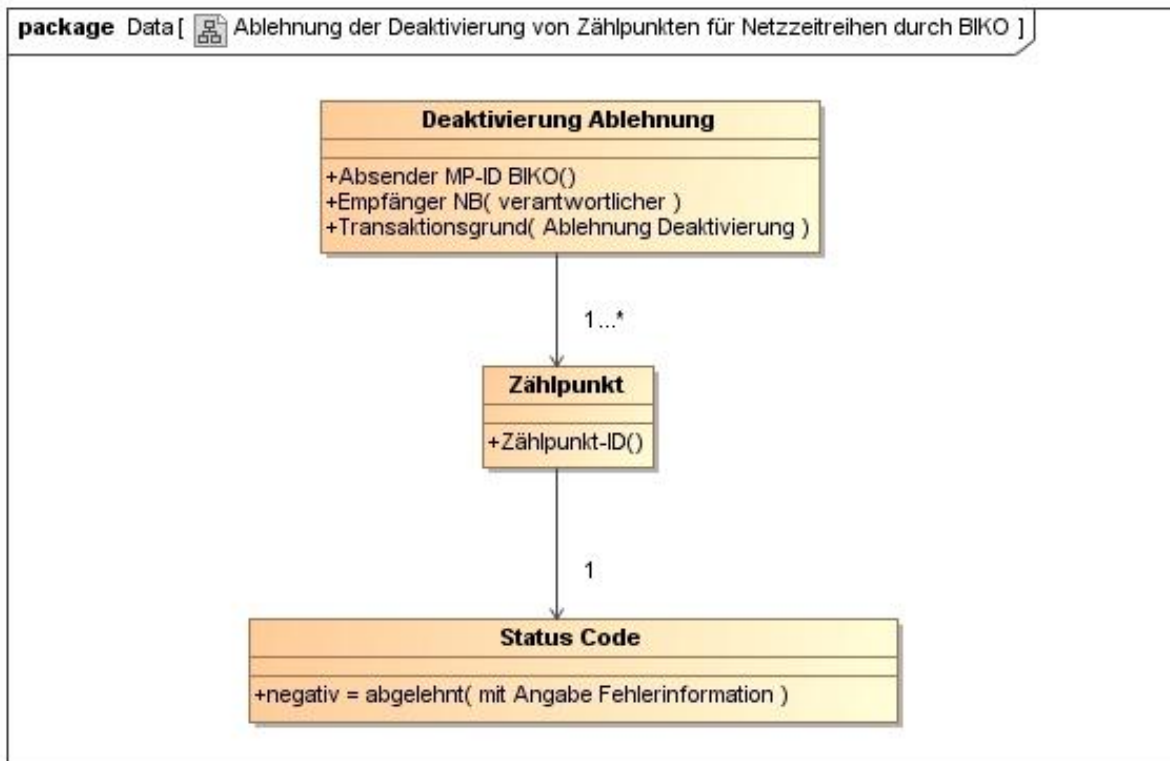 package Data[ Ablehnung der Deaktivierung von Zählpunkten für Netzzeitreihen durch BIKO ]
Deaktivierung Ablehnung
+Absender MP-ID BIKO()
+Empfänger NB( verantwortlicher )
+Transaktionsgrund( Ablehnung Deaktivierung )
1...*
Zählpunkt
+Zählpunkt-ID()
1
Status Code
+negativ = abgelehnt( mit Angabe Fehlerinformation )